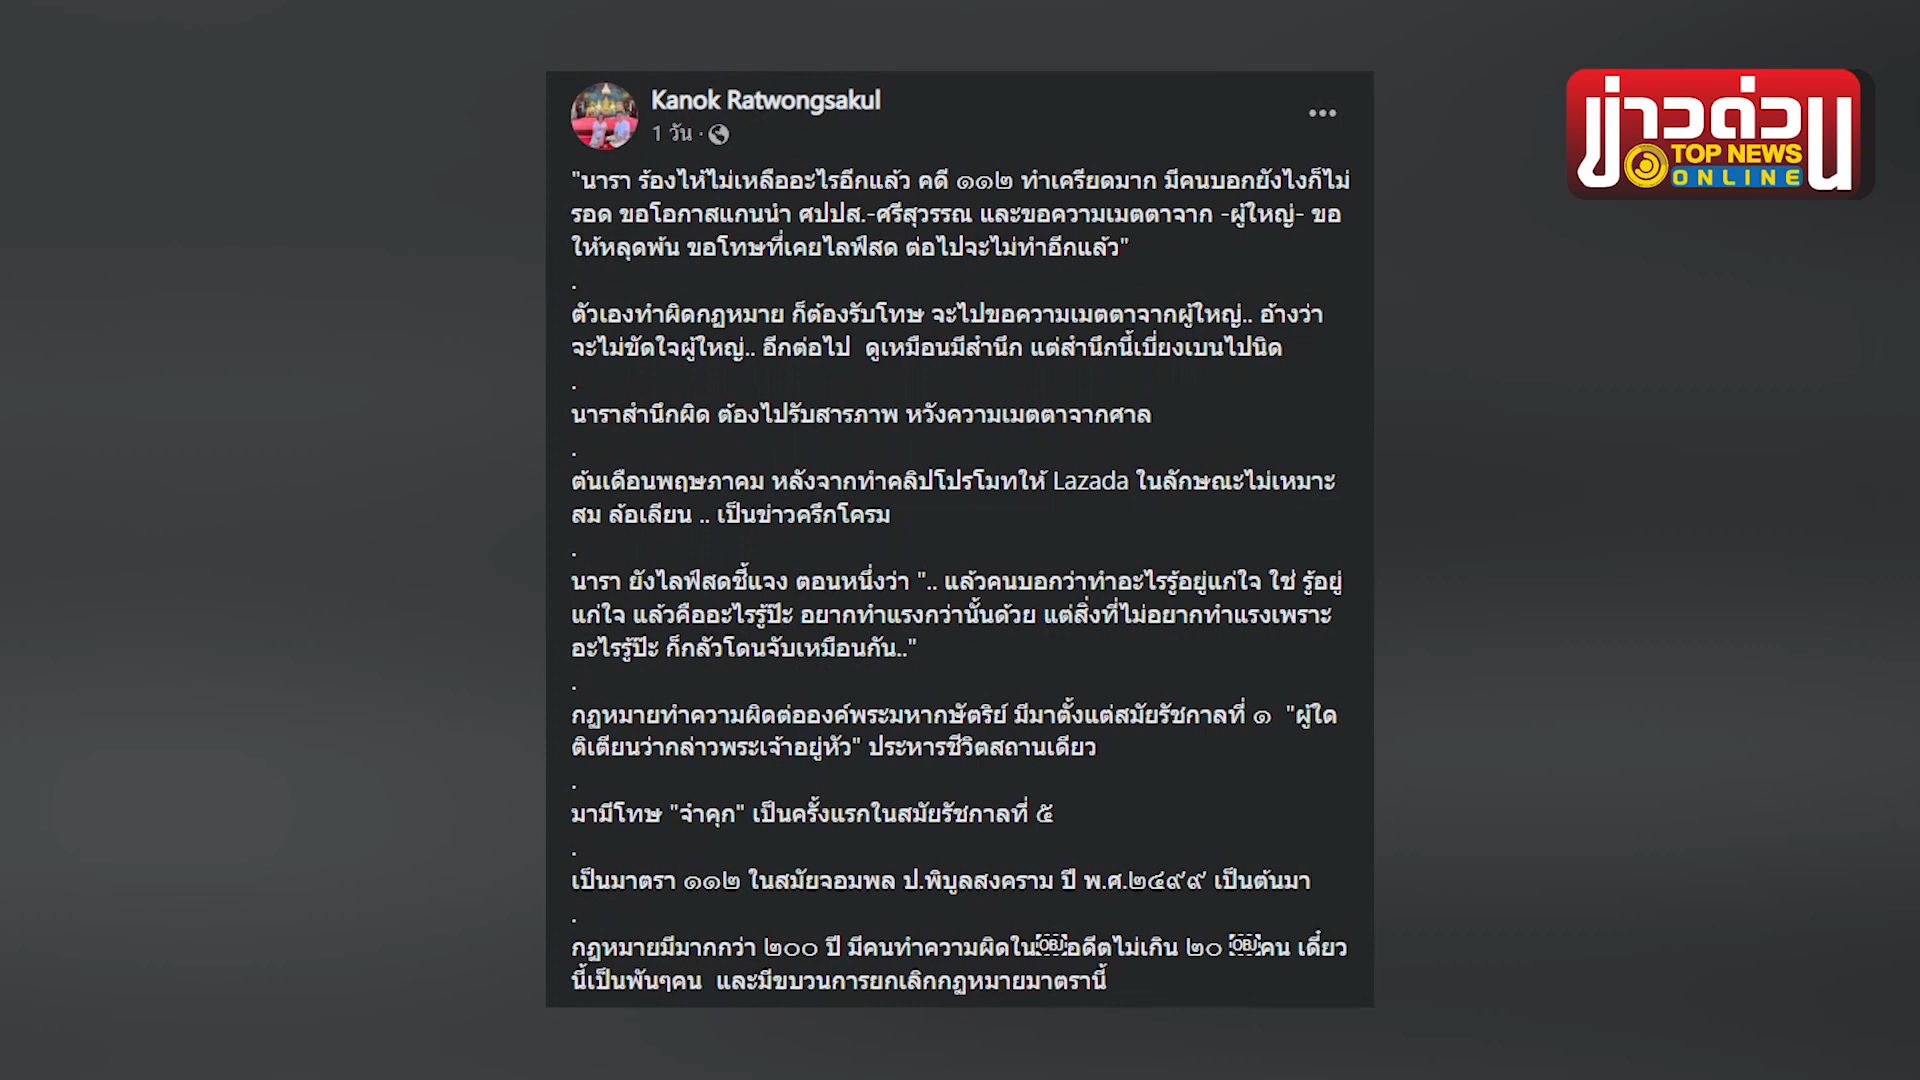 Kanok Ratwongsakul
1 วัน ·
"นารา ร้องไห้ไม่เหลืออะไรอีกแล้ว คดี ๑๑๒ ทำเครียดมาก มีคนบอกยังไงก็ไม่
รอด ขอโอกาสแกนนำ ศปปส.-ศรีสุวรรณ และขอความเมตตาจาก -ผู้ใหญ่- ขอ
ให้หลุดพ้น ขอโทษที่เคยไลฟ์สด ต่อไปจะไม่ทำอีกแล้ว"
.
ตัวเองทำผิดกฎหมาย ก็ต้องรับโทษ จะไปขอความเมตตาจากผู้ใหญ่.. อ้างว่า
จะไม่ขัดใจผู้ใหญ่.. อีกต่อไป  ดูเหมือนมีสำนึก แต่สำนึกนี้เบี่ยงเบนไปนิด
.
นาราสำนึกผิด ต้องไปรับสารภาพ หวังความเมตตาจากศาล
.
ต้นเดือนพฤษภาคม หลังจากทำคลิปโปรโมทให้ Lazada ในลักษณะไม่เหมาะ
สม ล้อเลียน .. เป็นข่าวครึกโครม
.
นารา ยังไลฟ์สดชี้แจง ตอนหนึ่งว่า ".. แล้วคนบอกว่าทำอะไรรู้อยู่แก่ใจ ใช่ รู้อยู่
แก่ใจ แล้วคืออะไรรู้ป๊ะ อยากทำแรงกว่านั้นด้วย แต่สิ่งที่ไม่อยากทำแรงเพราะ
อะไรรู้ป๊ะ ก็กลัวโดนจับเหมือนกัน.."
.
กฎหมายทำความผิดต่อองค์พระมหากษัตริย์ มีมาตั้งแต่สมัยรัชกาลที่ ๑  "ผู้ใด
ติเตียนว่ากล่าวพระเจ้าอยู่หัว" ประหารชีวิตสถานเดียว
.
มามีโทษ "จำคุก" เป็นครั้งแรกในสมัยรัชกาลที่ ๕
.
เป็นมาตรา ๑๑๒ ในสมัยจอมพล ป.พิบูลสงคราม ปี พ.ศ.๒๔๙๙ เป็นต้นมา
.
กฎหมายมีมากกว่า ๒๐๐ ปี มีคนทำความผิดใน￼อดีตไม่เกิน ๒๐ ￼คน เดี๋ยว
นี้เป็นพันๆคน  และมีขบวนการยกเลิกกฎหมายมาตรานี้
ข่าวด่วน
TOP NEWS
ONLINE